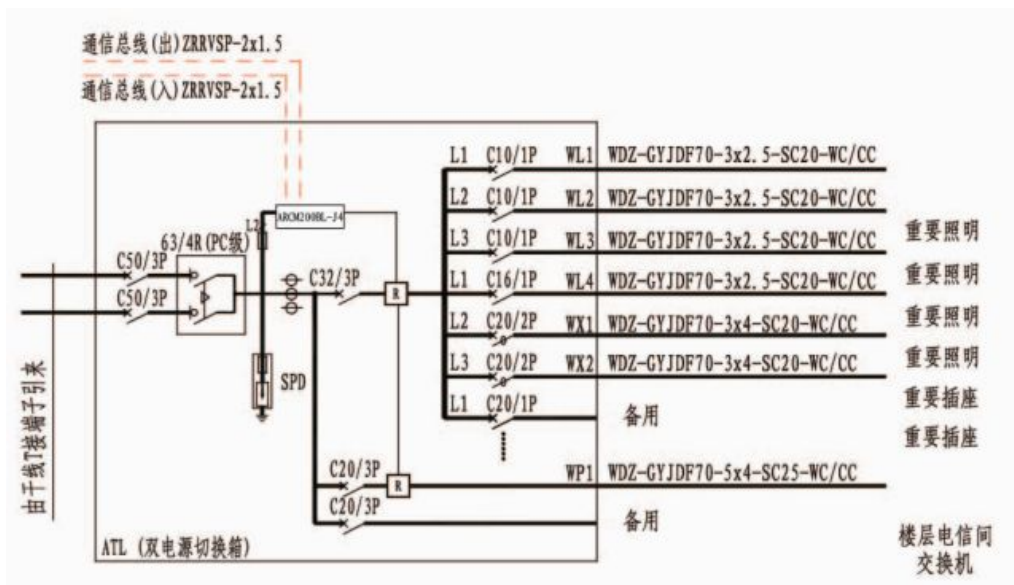 通信总线(出)ZRRVSP-2x1.5
通信总线(入)ZRRVSP-2x1.5
L1 C10/1P WL1 WDZ-GYJDF70-3x2.5-SC20-WC/CC
L2 C10/1P WL2 WDZ-GYJDF70-3x2.5-SC20-WC/CC
ARCM200BL-J4
L2
63/4R(PC级)
L3 C10/1P WL3 WDZ-GYJDF70-3x2.5-SC20-WC/CC
重要照明
C50/3P
C32/3P
R
L1 C16/1P WL4 WDZ-GYJDF70-3x2.5-SC20-WC/CC
重要照明
C50/3P
L2 C20/2P WX1 WDZ-GYJDF70-3x4-SC20-WC/CC
重要照明
L3 C20/2P WX2 WDZ-GYJDF70-3x4-SC20-WC/CC
重要照明
SPD
L1 C20/1P 备用
重要插座
重要插座
由干线T接端子引来
C20/3P
R
WP1 WDZ-GYJDF70-5x4-SC25-WC/CC
C20/3P
备用
ATL (双电源切换箱)
楼层电信间
交换机